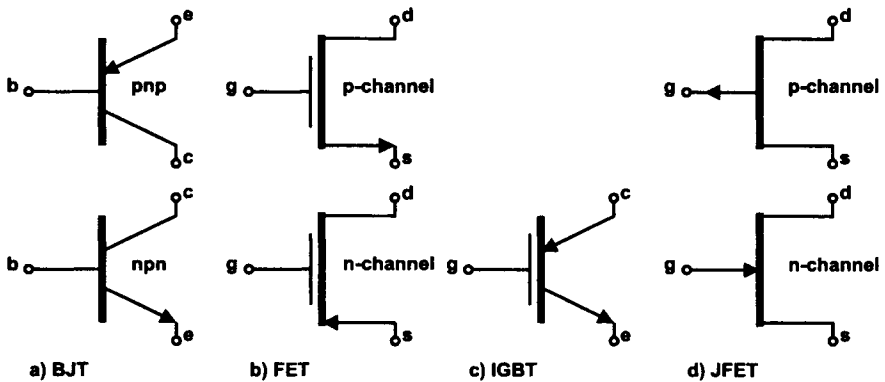 e
b
pnp
c
d
g
p-channel
s
d
g
p-channel
s
c
b
npn
e
d
g
n-channel
s
c
g
e
d
g
n-channel
s
a) BJT
b) FET
c) IGBT
d) JFET